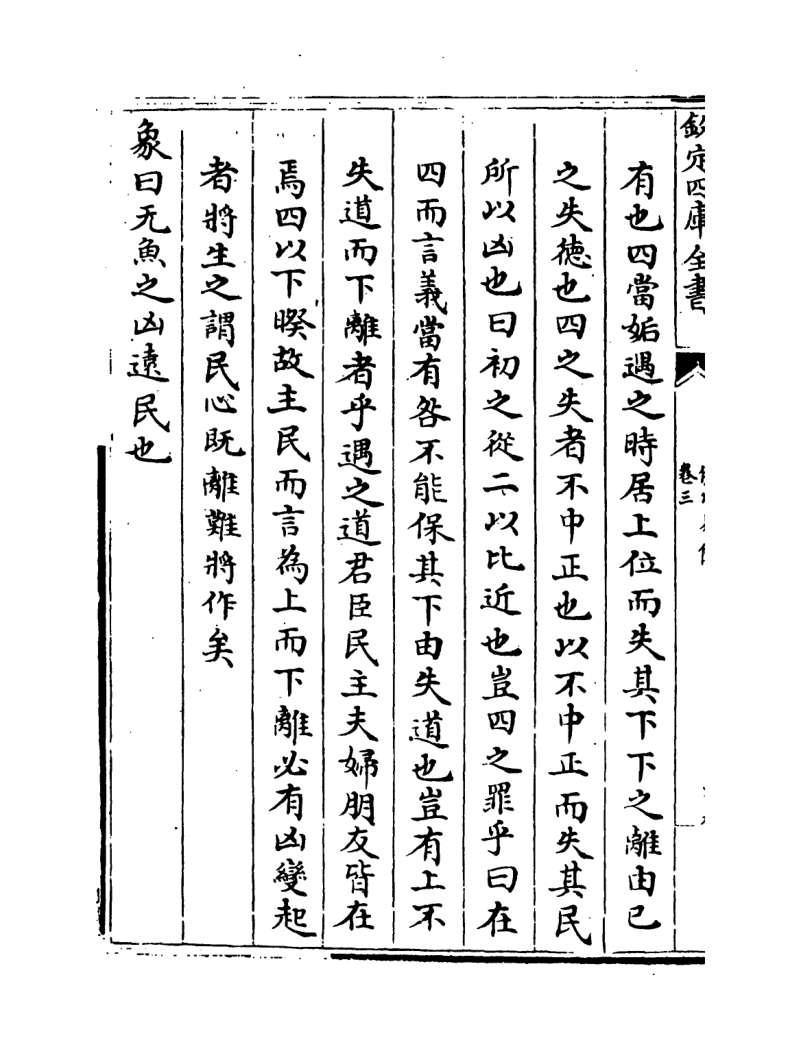 欽定四庫全書
卷三
有也四當姤遇之時居上位而失其下下之離由已
之失徳也四之失者不中正也以不中正而失其民
所以凶也曰初之從二以比近也豈四之罪乎曰在
四而言義當有咎不能保其下由失道也豈有上不
失道而下離者乎遇之道君臣民主夫婦朋友皆在
焉四以下睽故主民而言為上而下離必有凶變起
者將生之謂民心既離難將作矣
象曰无魚之凶逺民也